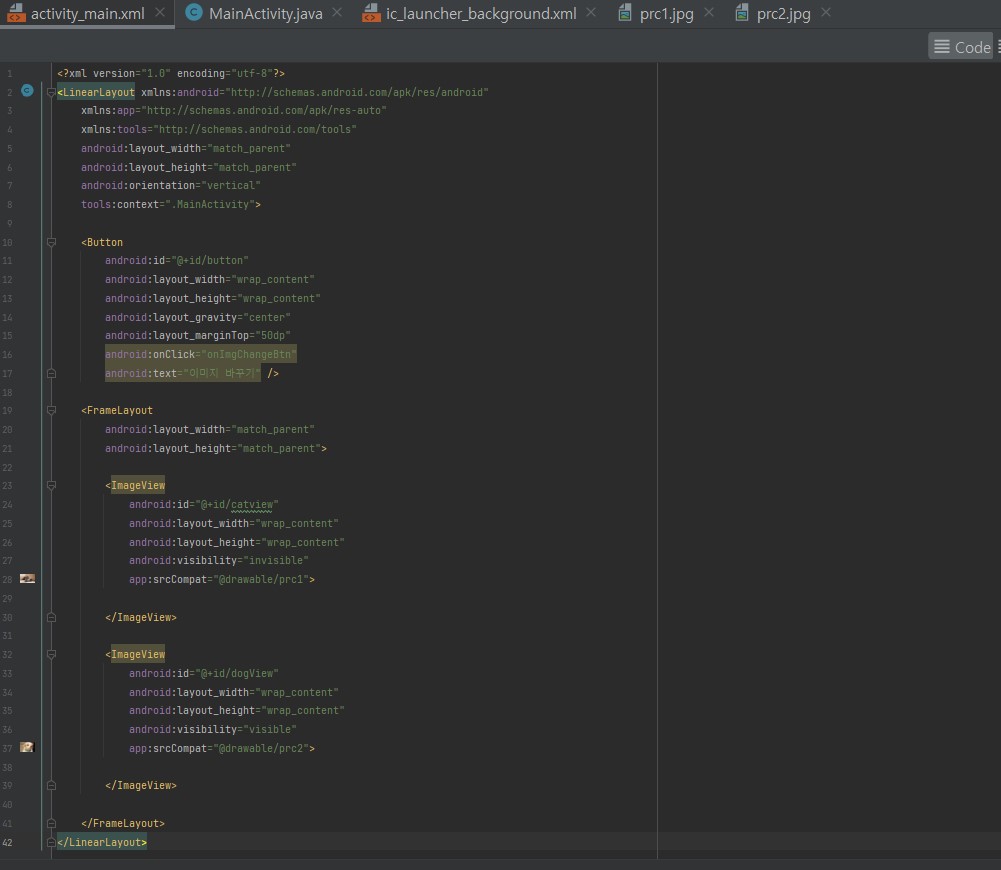 activity_main.xml MainActivity.java ic_launcher_background.xml prc1.jpg prc2.jpg
Code
1 <?xml version="1.0" encoding="utf-8"?>
2 <LinearLayout xmlns:android="http://schemas.android.com/apk/res/android"
3 xmlns:app="http://schemas.android.com/apk/res-auto"
4 xmlns:tools="http://schemas.android.com/tools"
5 android:layout_width="match_parent"
6 android:layout_height="match_parent"
7 android:orientation="vertical"
8 tools:context=".MainActivity">
9
10 <Button
11 android:id="@+id/button"
12 android:layout_width="wrap_content"
13 android:layout_height="wrap_content"
14 android:layout_gravity="center"
15 android:layout_marginTop="50dp"
16 android:onClick="onImgChangeBtn"
17 android:text="이미지 바꾸기" />
18
19 <FrameLayout
20 android:layout_width="match_parent"
21 android:layout_height="match_parent">
22
23 <ImageView
24 android:id="@+id/catview"
25 android:layout_width="wrap_content"
26 android:layout_height="wrap_content"
27 android:visibility="invisible"
28 app:srcCompat="@drawable/prc1">
29
30 </ImageView>
31
32 <ImageView
33 android:id="@+id/dogView"
34 android:layout_width="wrap_content"
35 android:layout_height="wrap_content"
36 android:visibility="visible"
37 app:srcCompat="@drawable/prc2">
38
39 </ImageView>
40
41 </FrameLayout>
42 </LinearLayout>